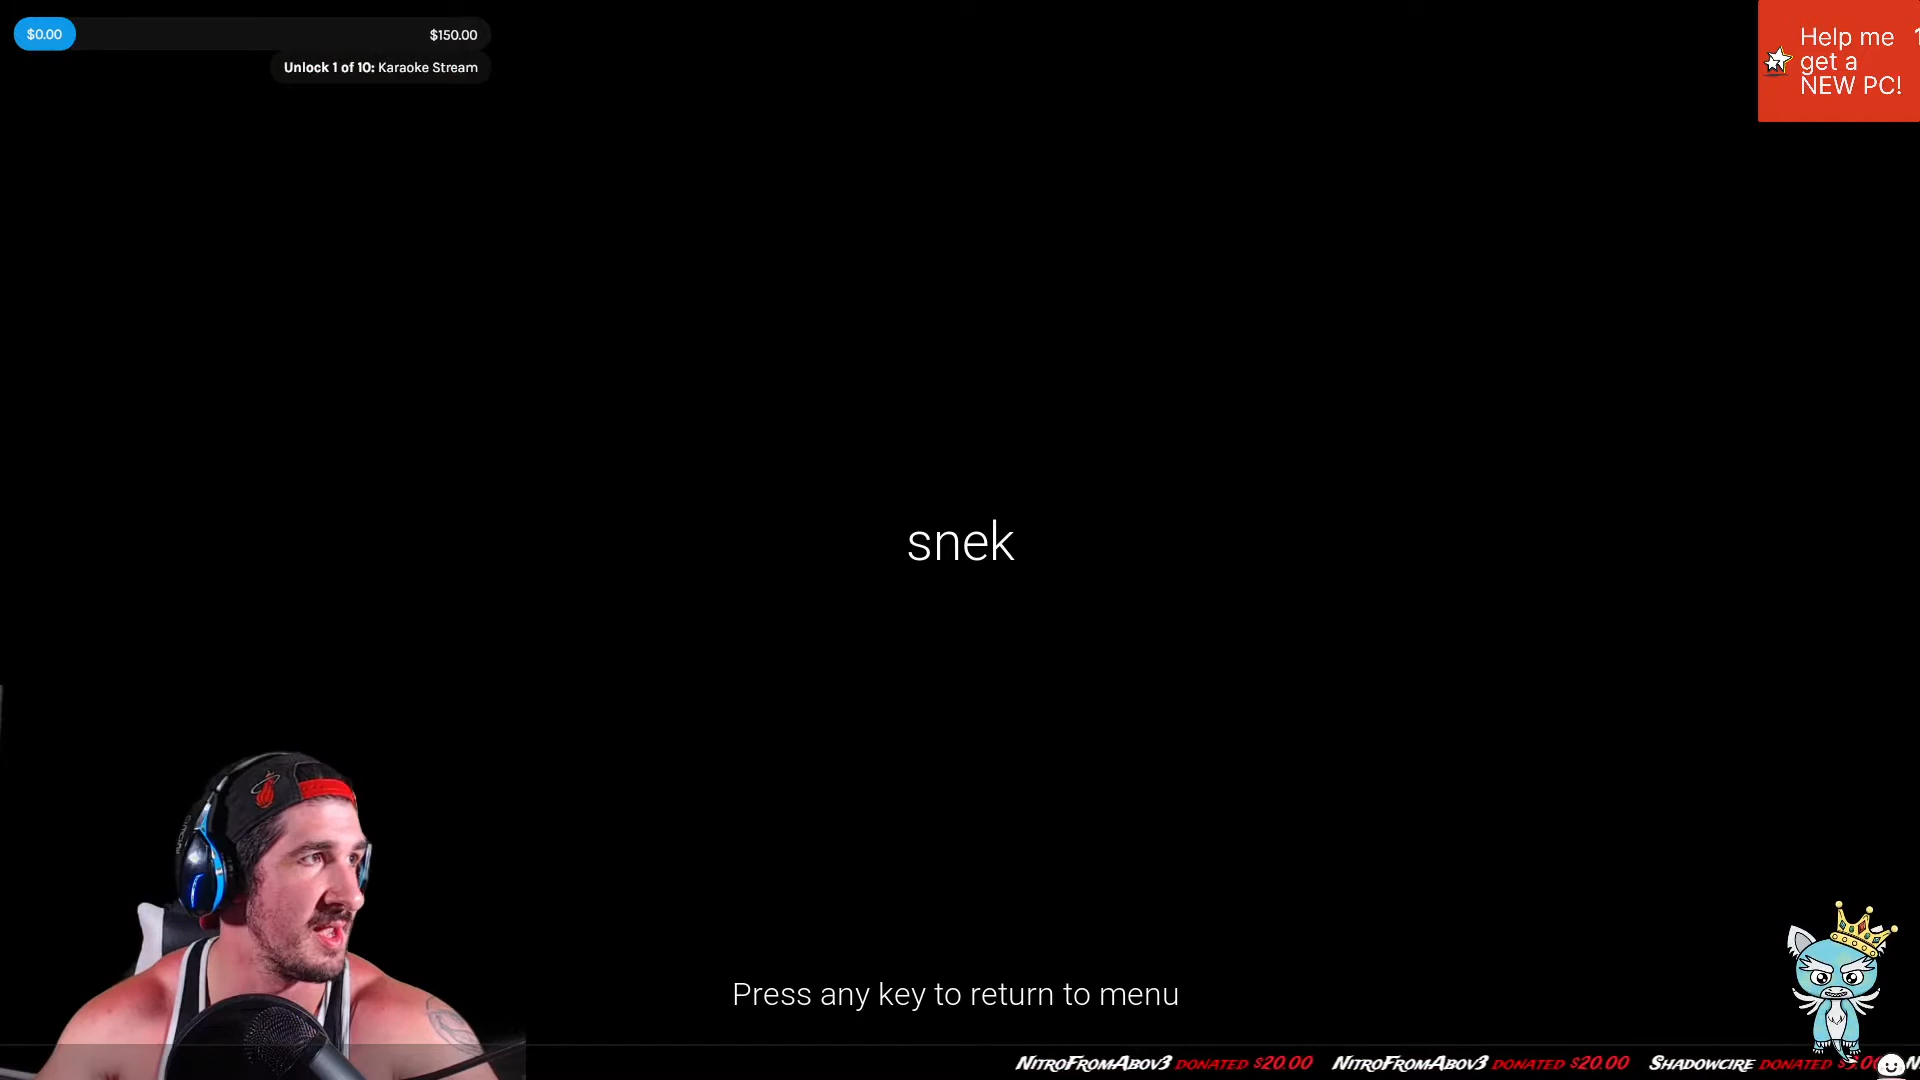 $0.00
$150.00
Unlock 1 of 10: Karaoke Stream
Help me
get a
NEW PC!
snek
Press any key to return to menu
NitroFromAbov3 donated $20.00 NitroFromAbov3 donated $20.00 Shadowcire donated